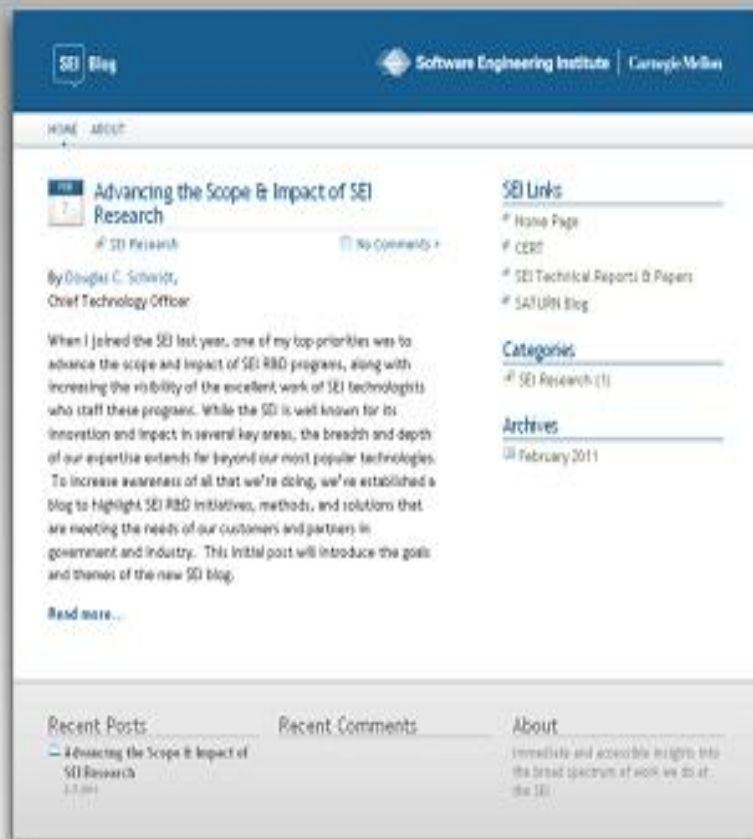 SEI Blog
Software Engineering Institute | Carnegie Mellon
HOME ABOUT
FEB
7
Advancing the Scope & Impact of SEI
Research
SEI Research
No Comments »
By Douglas C. Schmidt,
Chief Technology Officer
When I joined the SEI last year, one of my top priorities was to
advance the scope and impact of SEI R&D programs, along with
increasing the visibility of the excellent work of SEI technologists
who staff these programs. While the SEI is well known for its
innovation and impact in several key areas, the breadth and depth
of our expertise extends far beyond our most popular technologies.
To increase awareness of all that we're doing, we've established a
blog to highlight SEI R&D initiatives, methods, and solutions that
are meeting the needs of our customers and partners in
government and industry. This initial post will introduce the goals
and themes of the new SEI blog.
Read more...
SEI Links
Home Page
CERT
SEI Technical Reports & Papers
SATURN Blog
Categories
SEI Research (1)
Archives
February 2011
Recent Posts
Advancing the Scope & Impact of
SEI Research
Recent Comments
About
Immediate and accessible insights into
the broad spectrum of work we do at
the SEI